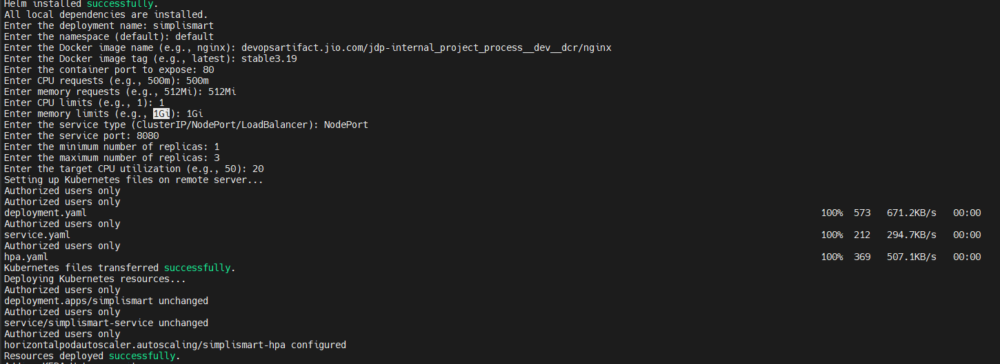 Helm installed successfully.
All local dependencies are installed.
Enter the deployment name: simplismart
Enter the namespace (default): default
Enter the Docker image name (e.g., nginx): devopsartifact.jio.com/jdp-internal_project_process__dev__dcr/nginx
Enter the Docker image tag (e.g., latest): stable3.19
Enter the container port to expose: 80
Enter CPU requests (e.g., 500m): 500m
Enter memory requests (e.g., 512Mi): 512Mi
Enter CPU limits (e.g., 1): 1
Enter memory limits (e.g., 1Gi): 1Gi
Enter the service type (ClusterIP/NodePort/LoadBalancer): NodePort
Enter the service port: 8080
Enter the minimum number of replicas: 1
Enter the maximum number of replicas: 3
Enter the target CPU utilization (e.g., 50): 20
Setting up Kubernetes files on remote server...
Authorized users only
Authorized users only
deployment.yaml 100% 573 671.2KB/s 00:00
Authorized users only
service.yaml 100% 212 294.7KB/s 00:00
Authorized users only
hpa.yaml 100% 369 507.1KB/s 00:00
Kubernetes files transferred successfully.
Deploying Kubernetes resources...
Authorized users only
deployment.apps/simplismart unchanged
Authorized users only
service/simplismart-service unchanged
Authorized users only
horizontalpodautoscaler.autoscaling/simplismart-hpa configured
Resources deployed successfully.